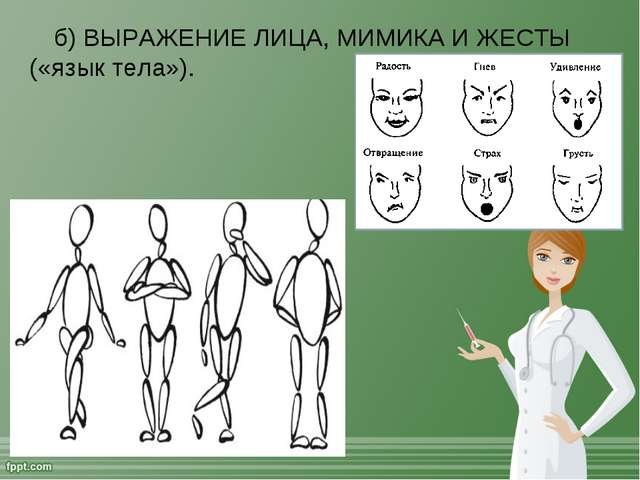 б) ВЫРАЖЕНИЕ ЛИЦА, МИМИКА И ЖЕСТЫ
(«язык тела»).
Радость Гнев Удивление
Отвращение Страх Грусть
fppt.com